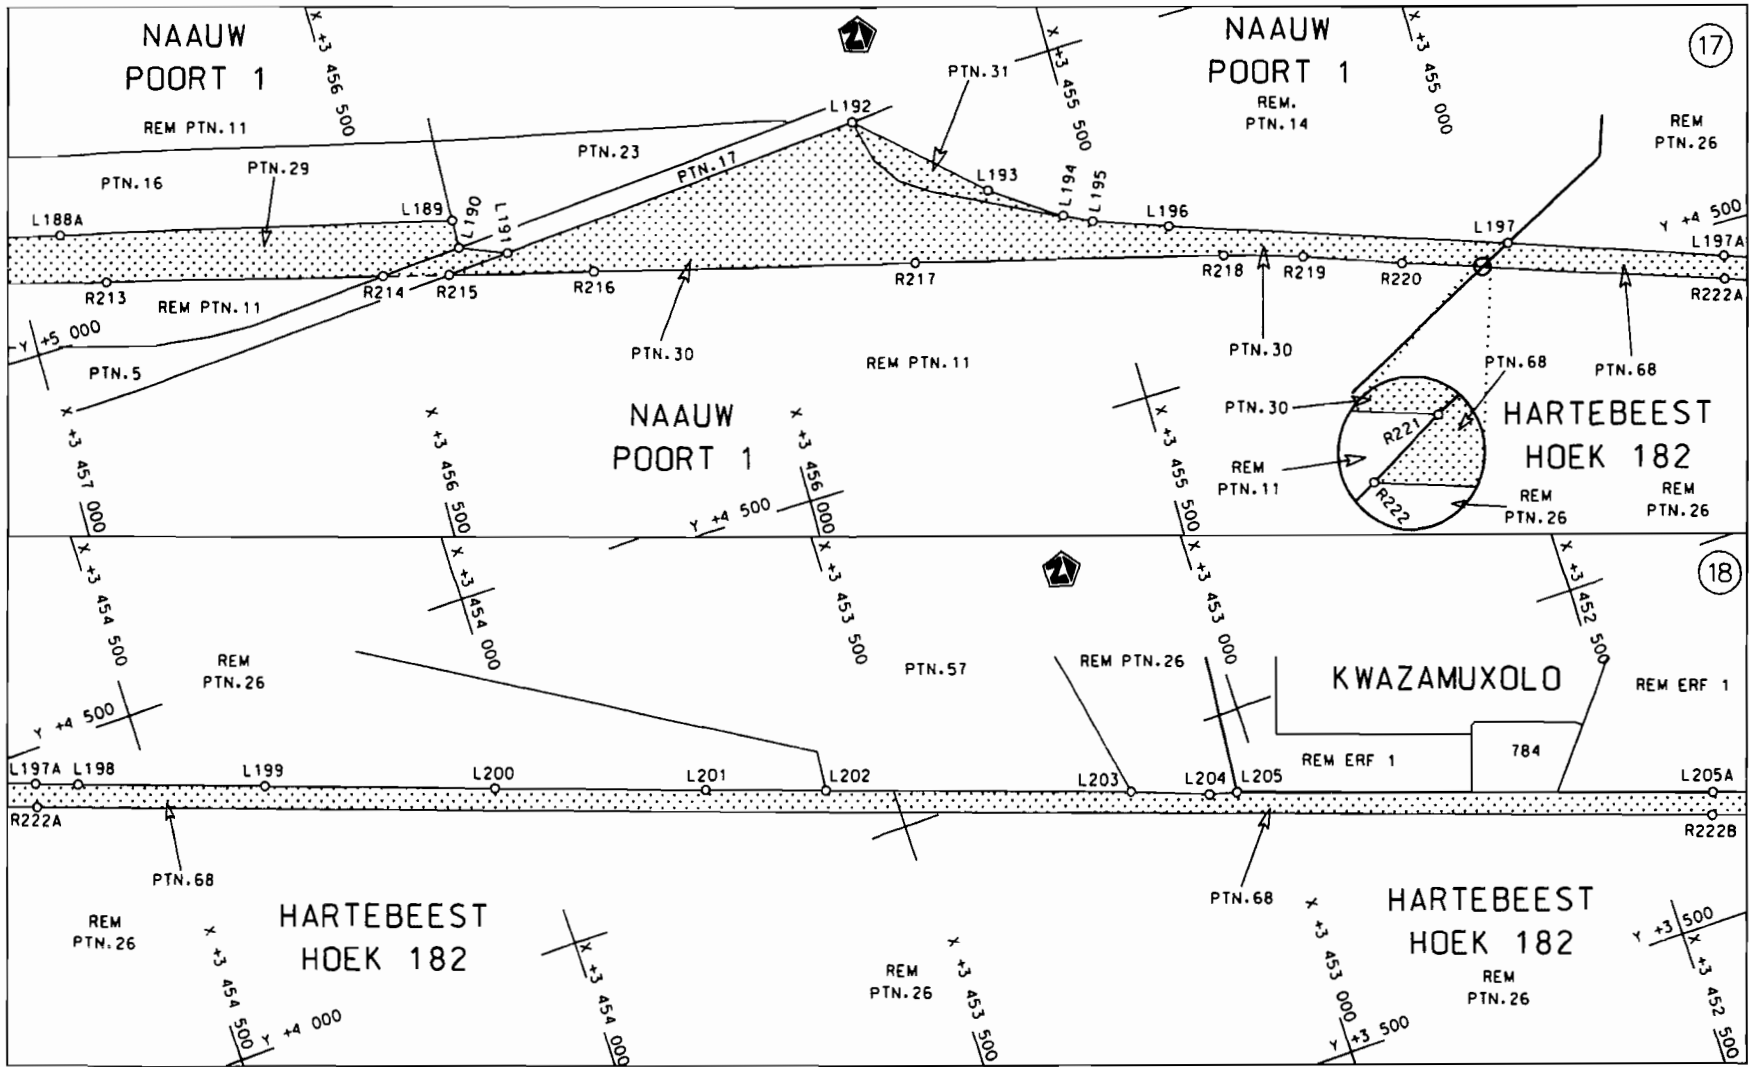 NAAUW
POORT 1
REM PTN.11
X +3 456 500
PTN.31
X +3 455 500
NAAUW
POORT 1
REM.
PTN.14
X +3 455 000
17
REM
PTN.26
L192
PTN.16
PTN.29
PTN.23
PTN.17
L193
L194
L195
L196
L188A
L189
L190
L191
L197
Y +4 500
L197A
R213
R214
R215
R216
R217
R218
R219
R220
R222A
REM PTN.11
Y +5 000
PTN.5
PTN.30
REM PTN.11
PTN.30
PTN.68
PTN.68
X +3 457 000
X +3 456 500
NAAUW
POORT 1
X +3 456 000
Y +4 500
X +3 455 500
PTN.30
R221
REM
PTN.11
R222
REM
PTN.26
HARTEBEEST
HOEK 182
REM
PTN.26
X +3 454 500
X +3 454 000
X +3 453 500
X +3 453 000
X +3 452 500
18
REM
PTN.26
PTN.57
REM PTN.26
KWAZAMUXOLO
REM ERF 1
Y +4 500
REM ERF 1
784
L197A
L198
L199
L200
L201
L202
L203
L204
L205
L205A
R222A
R222B
PTN.68
PTN.68
REM
PTN.26
HARTEBEEST
HOEK 182
X +3 454 500
Y +4 000
X +3 454 000
REM
PTN.26
X +3 453 500
X +3 453 000
Y +3 500
HARTEBEEST
HOEK 182
REM
PTN.26
Y +3 500
X +3 452 500